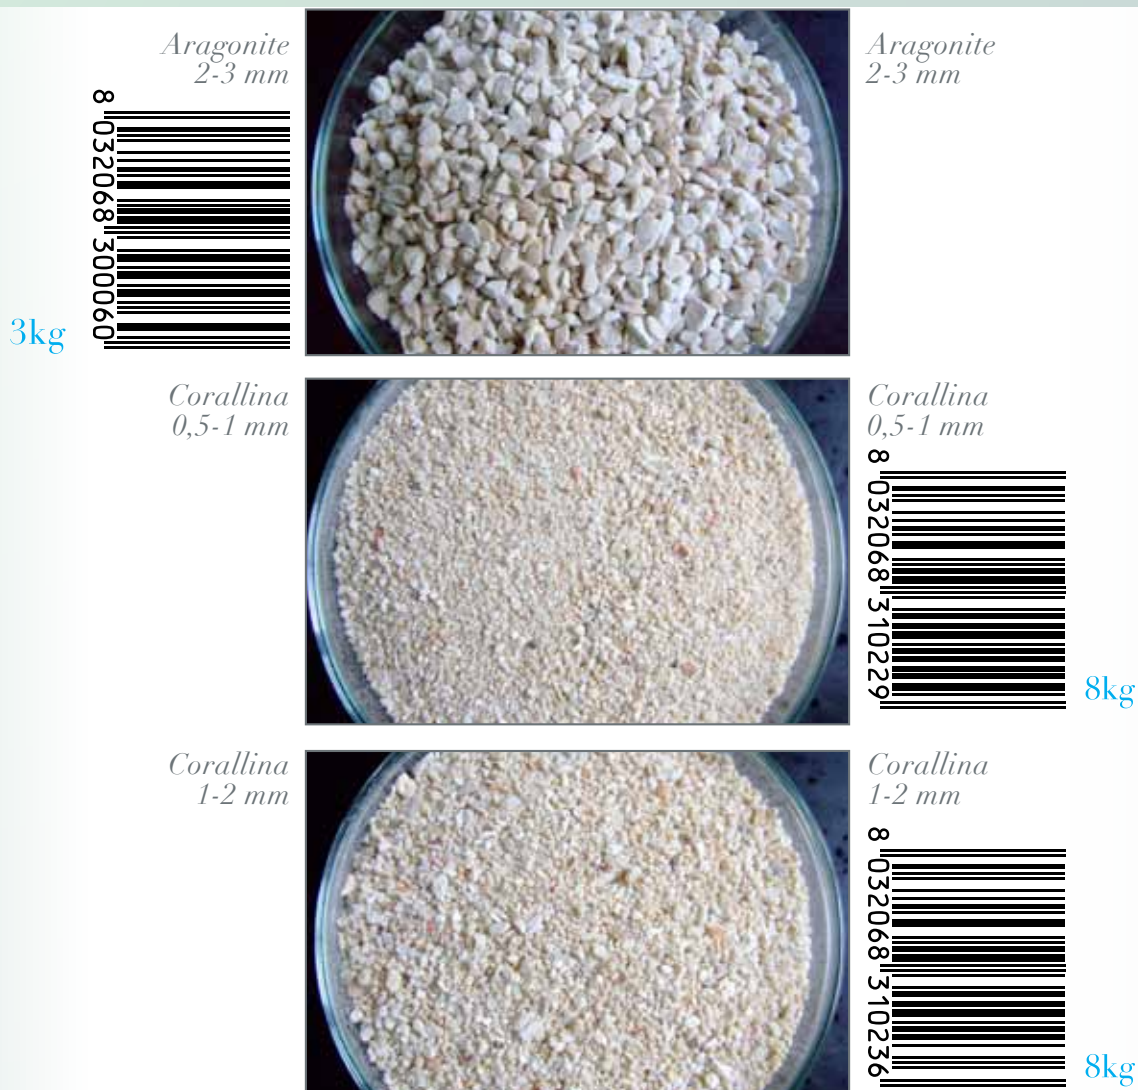 Aragonite
2-3 mm
8 032068 300060
3kg
Aragonite
2-3 mm
Corallina
0,5-1 mm
Corallina
0,5-1 mm
8 032068 310229
8kg
Corallina
1-2 mm
Corallina
1-2 mm
8 032068 310236
8kg